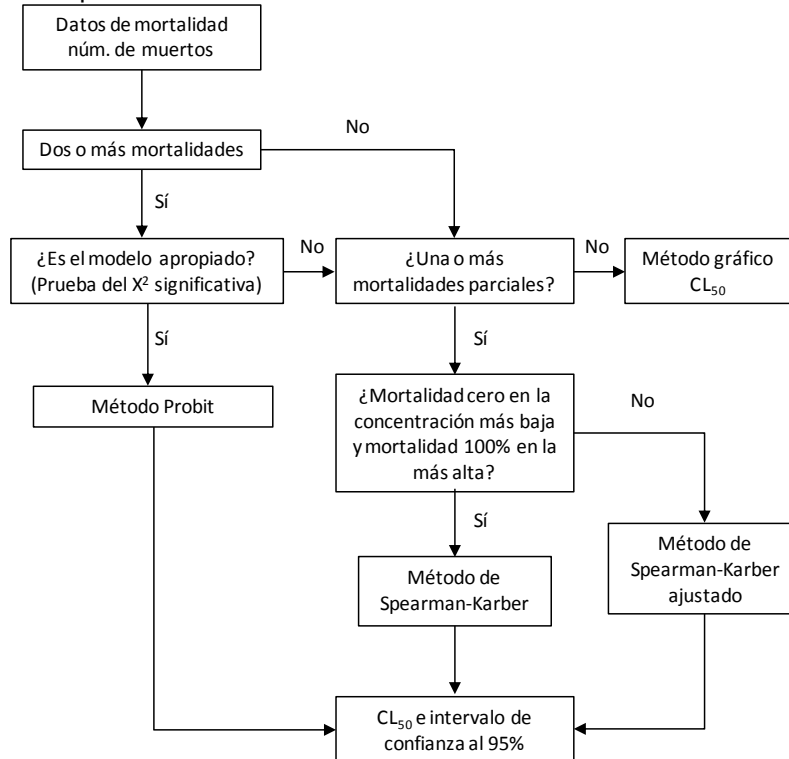 Datos de mortalidad
núm. de muertos
No
Dos o más mortalidades
Sí
¿Es el modelo apropiado?
(Prueba del X² significativa)
No
¿Una o más
mortalidades parciales?
No
Método gráfico
CL₅₀
Sí
Sí
Método Probit
¿Mortalidad cero en la
concentración más baja
y mortalidad 100% en la
más alta?
No
Sí
Método de
Spearman-Karber
Método de
Spearman-Karber
ajustado
CL₅₀ e intervalo de
confianza al 95%